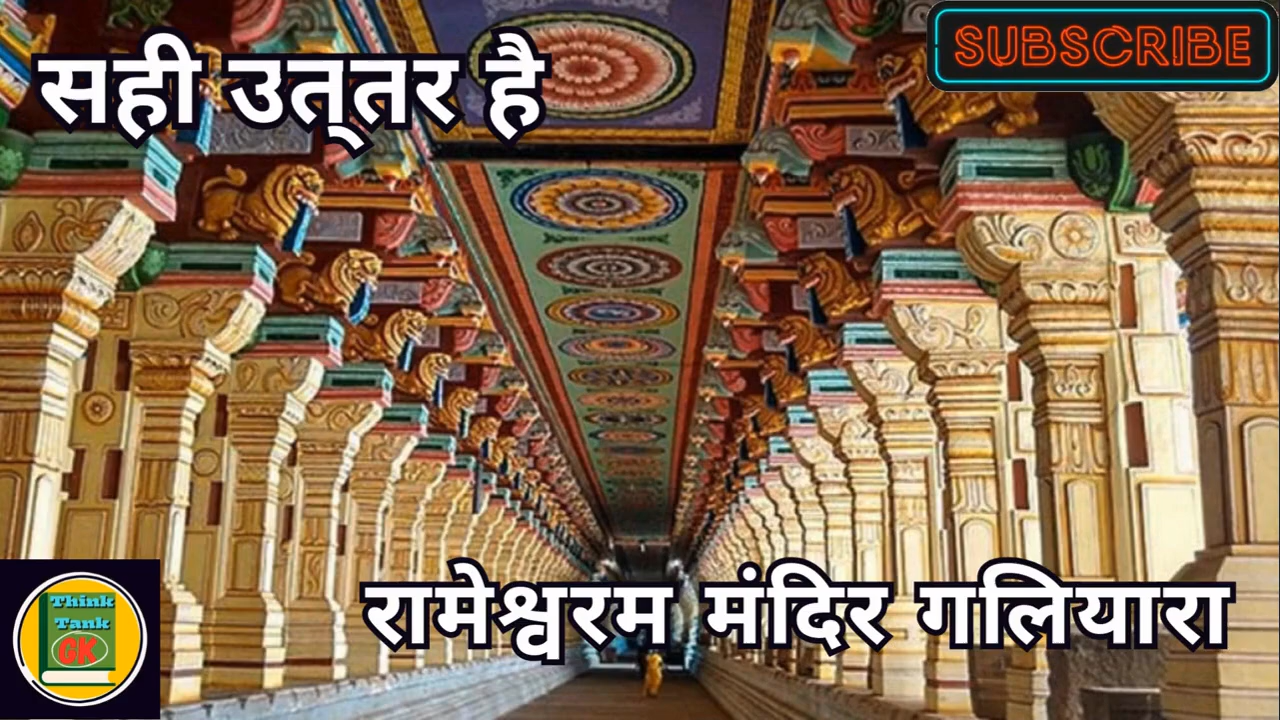 SUBSCRIBE
सही उत्तर है
रामेश्वरम मंदिर गलियारा
Think
Tank
GK